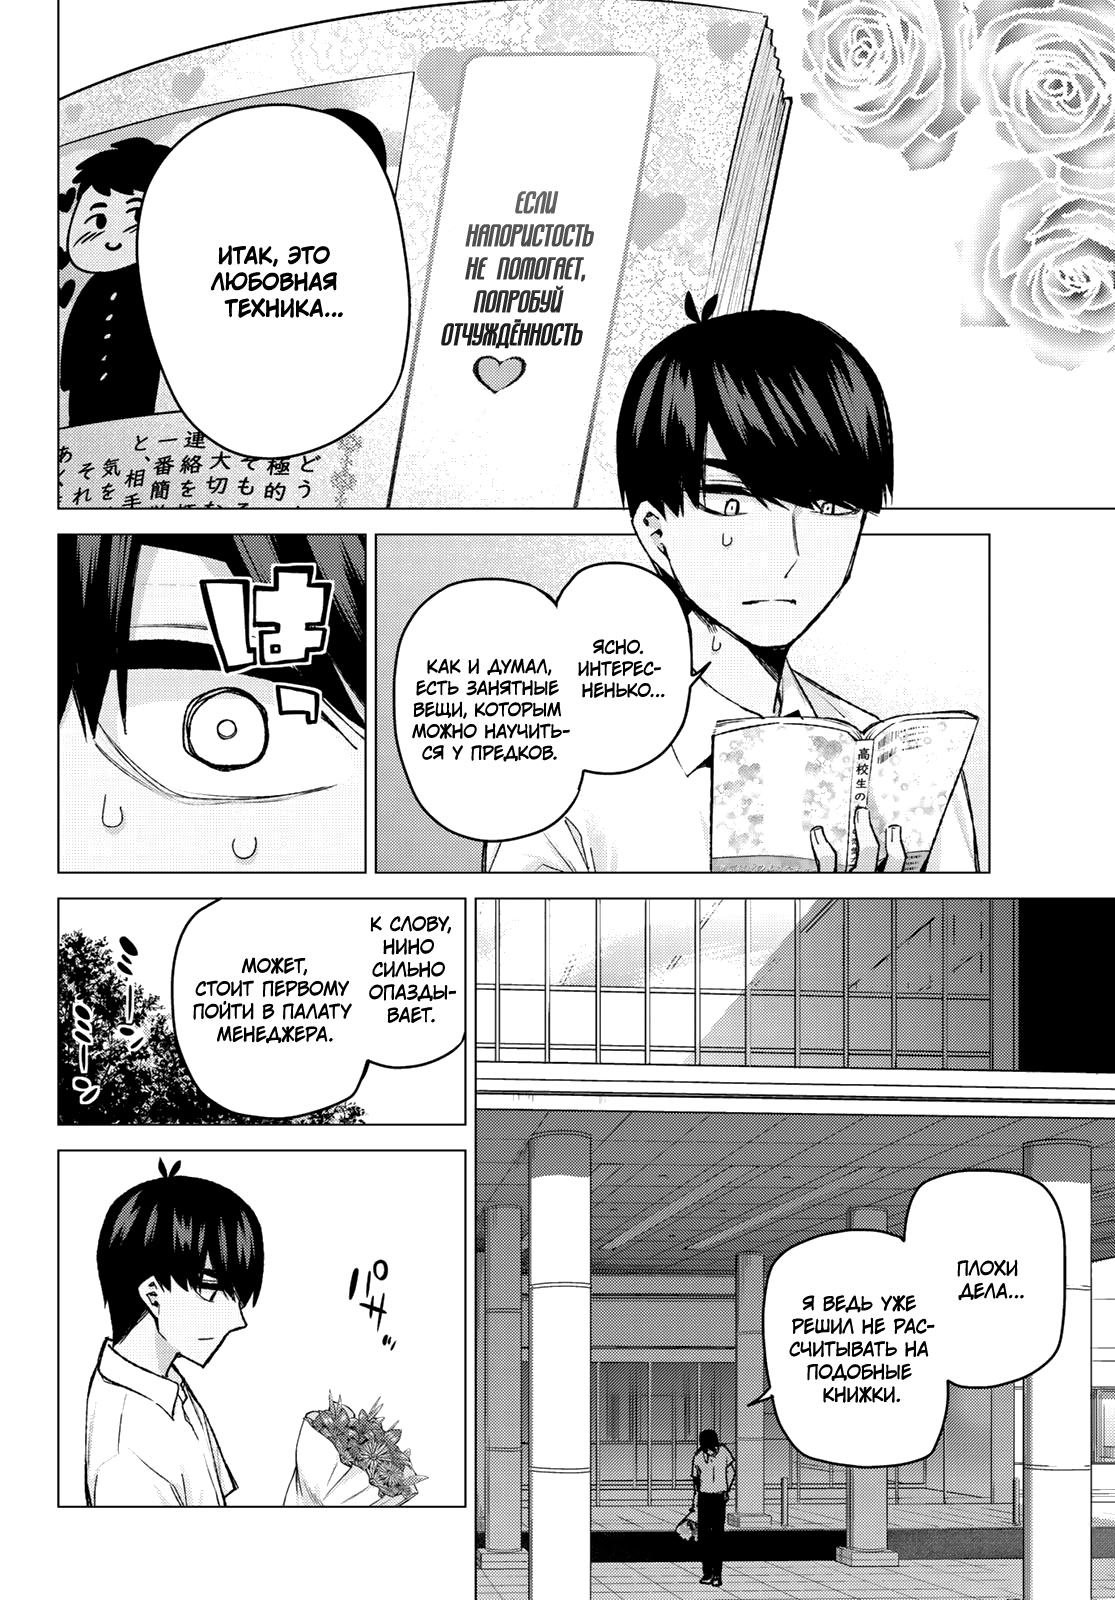 ЕСЛИ
НАПОРИСТОСТЬ
НЕ ПОМОГАЕТ,
ПОПРОБУЙ
ОТЧУЖДЁННОСТЬ
ИТАК, ЭТО
ЛЮБОВНАЯ
ТЕХНИКА...
ЯСНО.
ИНТЕРЕС-
НЕНЬКО...
КАК И ДУМАЛ,
ЕСТЬ ЗАНЯТНЫЕ
ВЕЩИ, КОТОРЫМ
МОЖНО НАУЧИТЬ-
СЯ У ПРЕДКОВ.
高校生の
はっ
ПЛОХИ
ДЕЛА...
Я ВЕДЬ УЖЕ
РЕШИЛ НЕ РАС-
СЧИТЫВАТЬ НА
ПОДОБНЫЕ
КНИЖКИ.
К СЛОВУ,
НИНО
СИЛЬНО
ОПАЗДЫ-
ВАЕТ.
МОЖЕТ,
СТОИТ ПЕРВОМУ
ПОЙТИ В ПАЛАТУ
МЕНЕДЖЕРА.